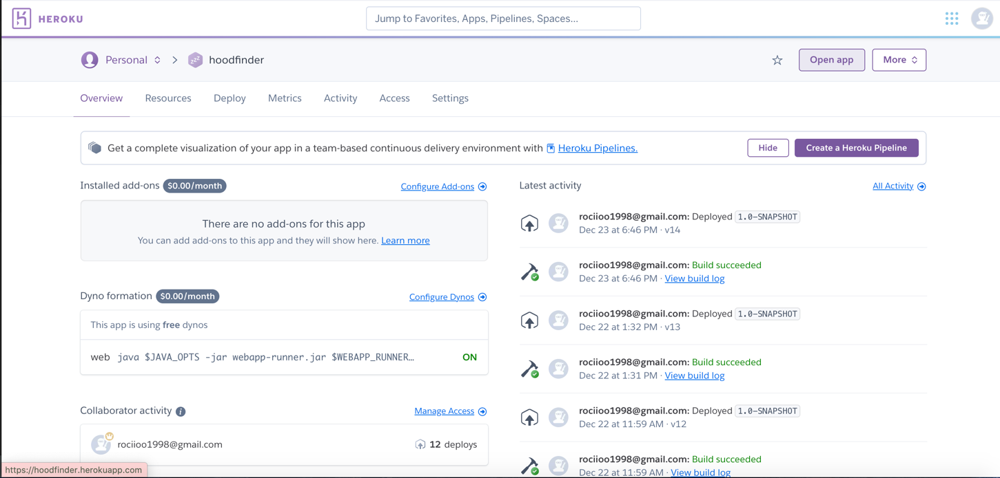 HEROKU
Jump to Favorites, Apps, Pipelines, Spaces...
Personal > hoodfinder
Open app
More
Overview Resources Deploy Metrics Activity Access Settings
Get a complete visualization of your app in a team-based continuous delivery environment with Heroku Pipelines.
Hide
Create a Heroku Pipeline
Installed add-ons $0.00/month
Configure Add-ons
There are no add-ons for this app
You can add add-ons to this app and they will show here. Learn more
Dyno formation $0.00/month
Configure Dynos
This app is using free dynos
web java $JAVA_OPTS -jar webapp-runner.jar $WEBAPP_RUNNER…
ON
Collaborator activity
Manage Access
rociioo1998@gmail.com
12 deploys
Latest activity
All Activity
rociioo1998@gmail.com: Deployed 1.0-SNAPSHOT
Dec 23 at 6:46 PM · v14
rociioo1998@gmail.com: Build succeeded
Dec 23 at 6:46 PM · View build log
rociioo1998@gmail.com: Deployed 1.0-SNAPSHOT
Dec 22 at 1:32 PM · v13
rociioo1998@gmail.com: Build succeeded
Dec 22 at 1:31 PM · View build log
rociioo1998@gmail.com: Deployed 1.0-SNAPSHOT
Dec 22 at 11:59 AM · v12
rociioo1998@gmail.com: Build succeeded
Dec 22 at 11:59 AM · View build log
https://hoodfinder.herokuapp.com